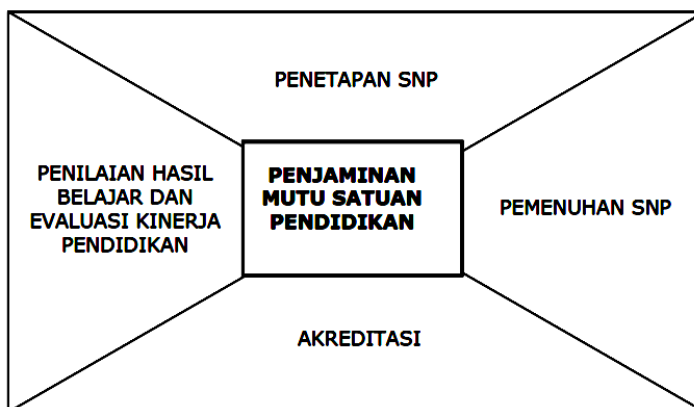 PENETAPAN SNP
PENILAIAN HASIL
BELAJAR DAN
EVALUASI KINERJA
PENDIDIKAN
PENJAMINAN
MUTU SATUAN
PENDIDIKAN
PEMENUHAN SNP
AKREDITASI